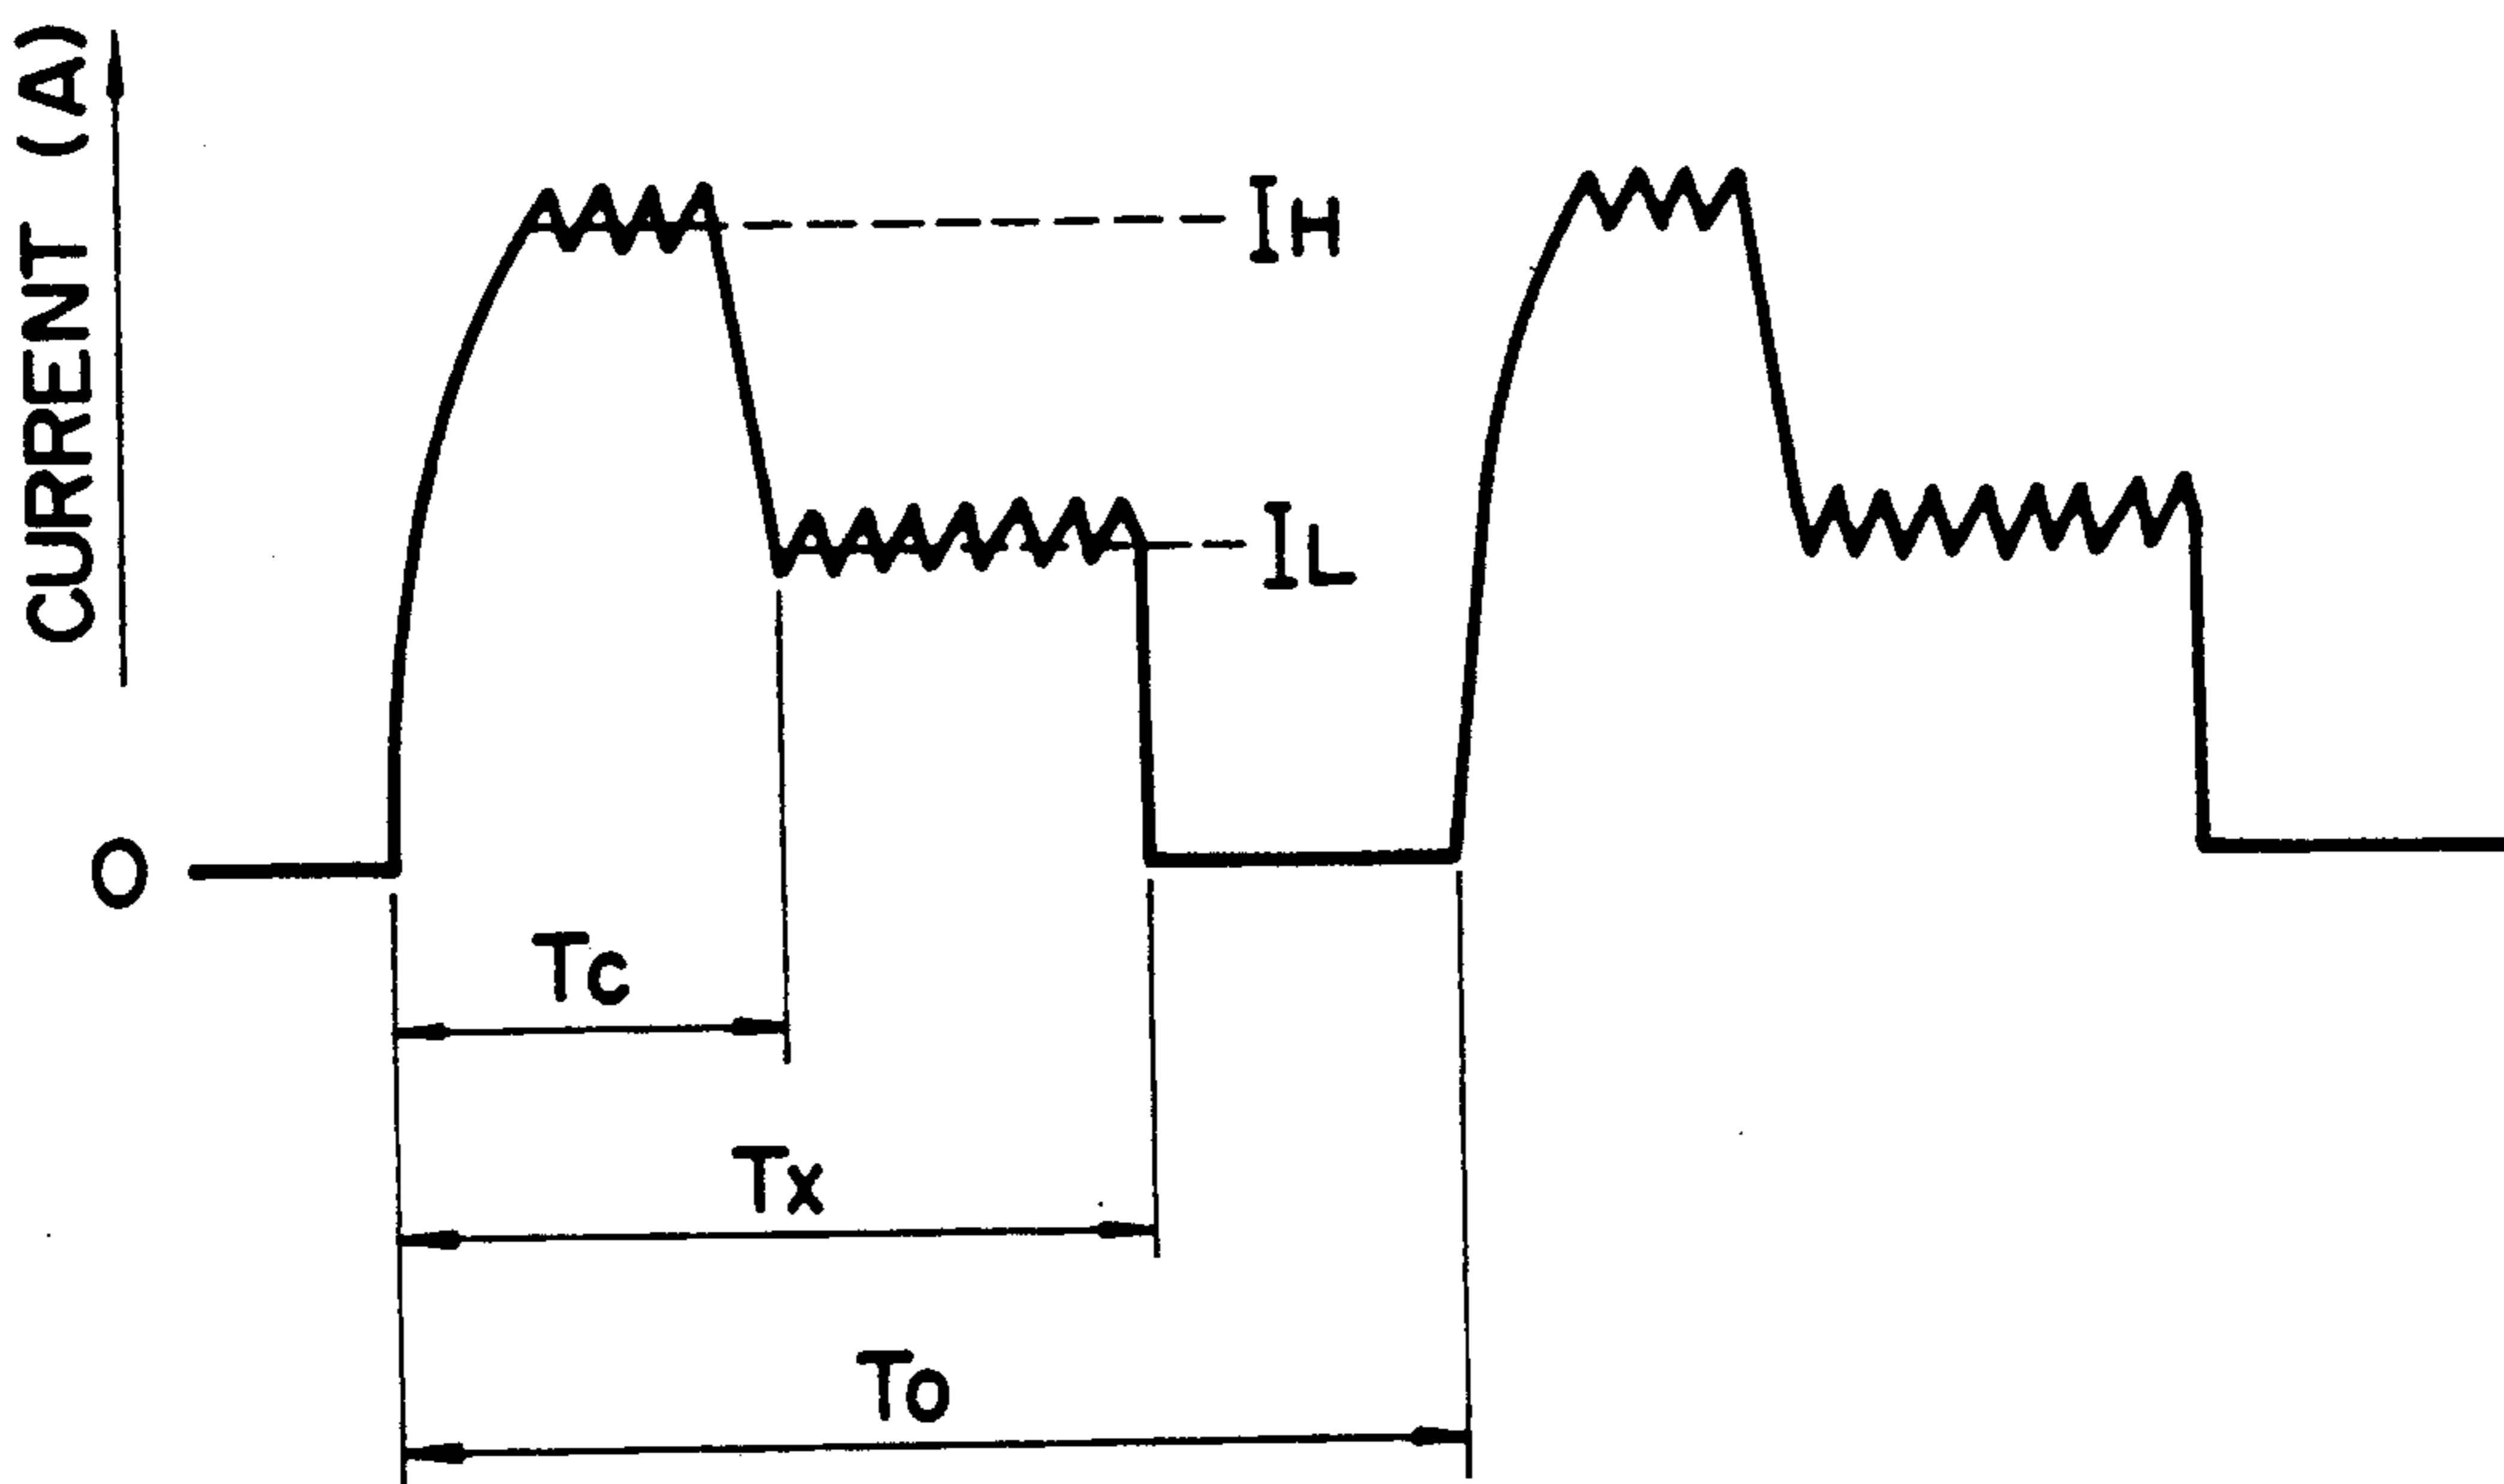 CURRENT (A)
IH
IL
O
Tc
Tx
To